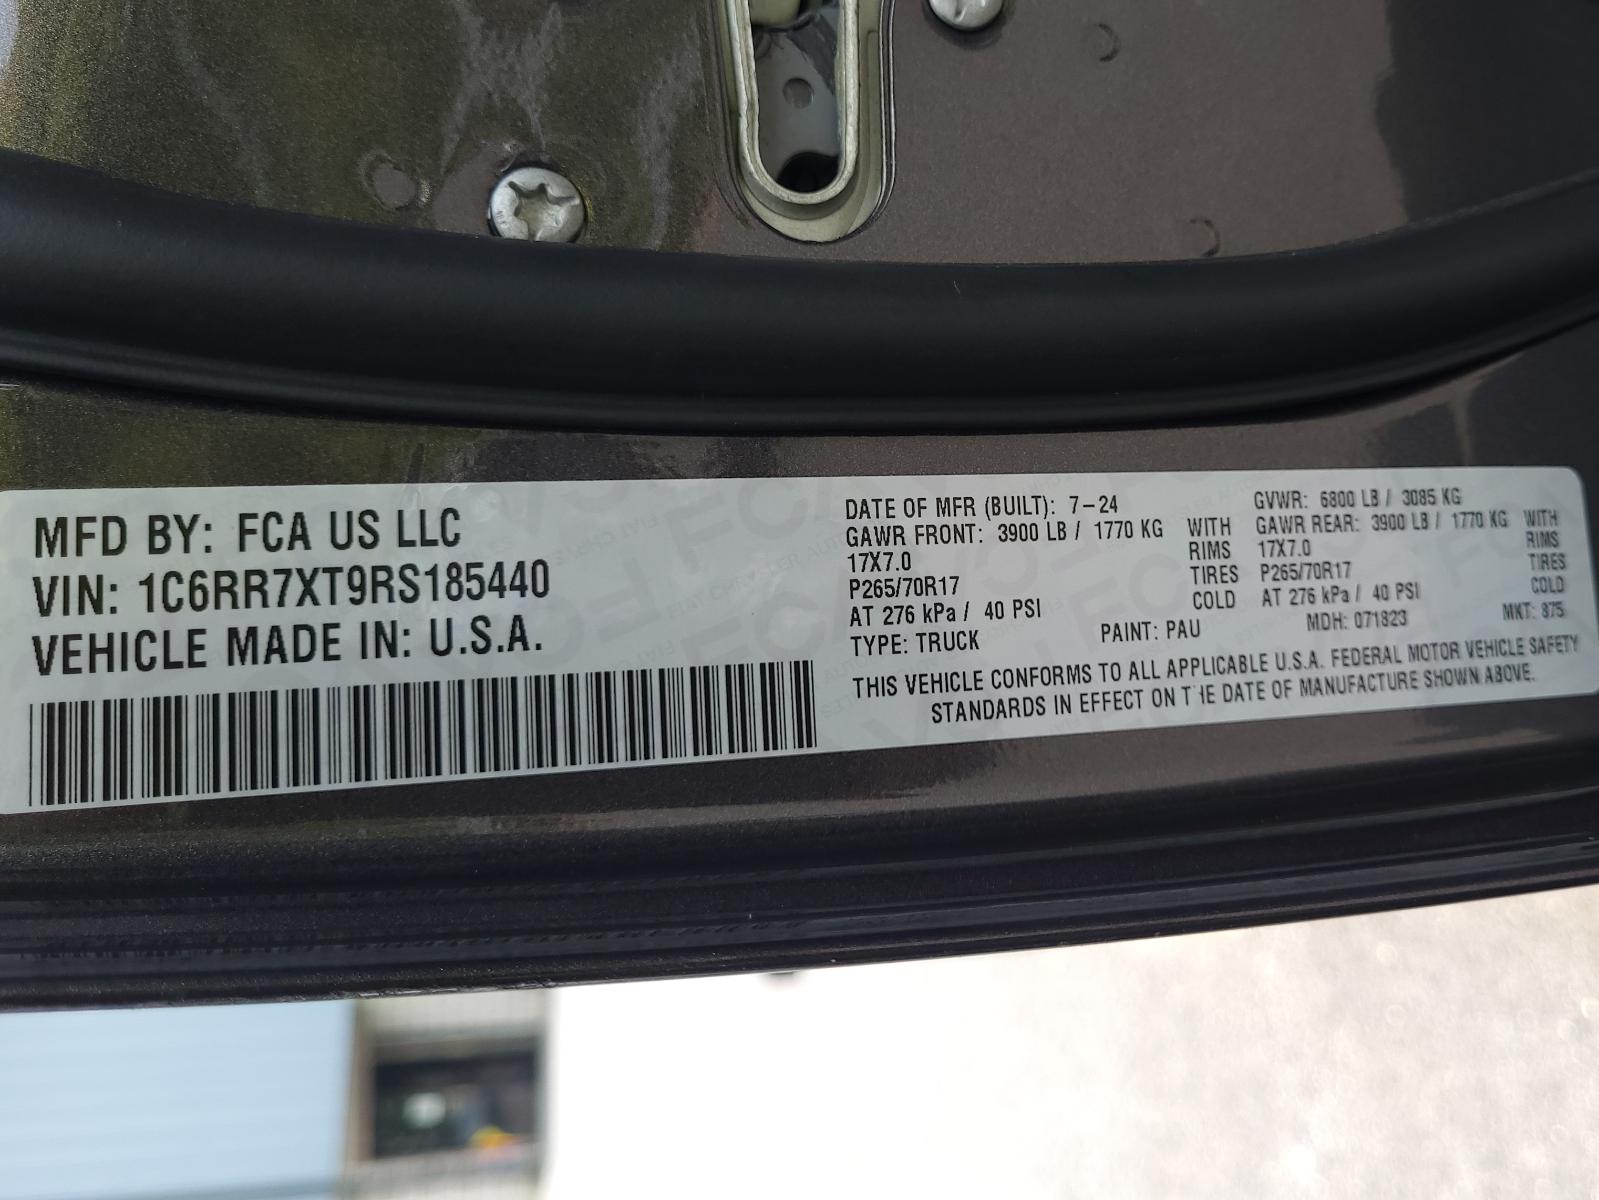 MFD BY: FCA US LLC
VIN: 1C6RR7XT9RS185440
VEHICLE MADE IN: U.S.A.
DATE OF MFR (BUILT): 7-24 GVWR: 6800 LB / 3085 KG
GAWR FRONT: 3900 LB / 1770 KG WITH GAWR REAR: 3900 LB / 1770 KG WITH
17X7.0 RIMS 17X7.0 RIMS
P265/70R17 TIRES P265/70R17 TIRES
AT 276 kPa / 40 PSI COLD AT 276 kPa / 40 PSI COLD
TYPE: TRUCK PAINT: PAU MDH: 071823 MKT: 875
THIS VEHICLE CONFORMS TO ALL APPLICABLE U.S.A. FEDERAL MOTOR VEHICLE SAFETY
STANDARDS IN EFFECT ON THE DATE OF MANUFACTURE SHOWN ABOVE.